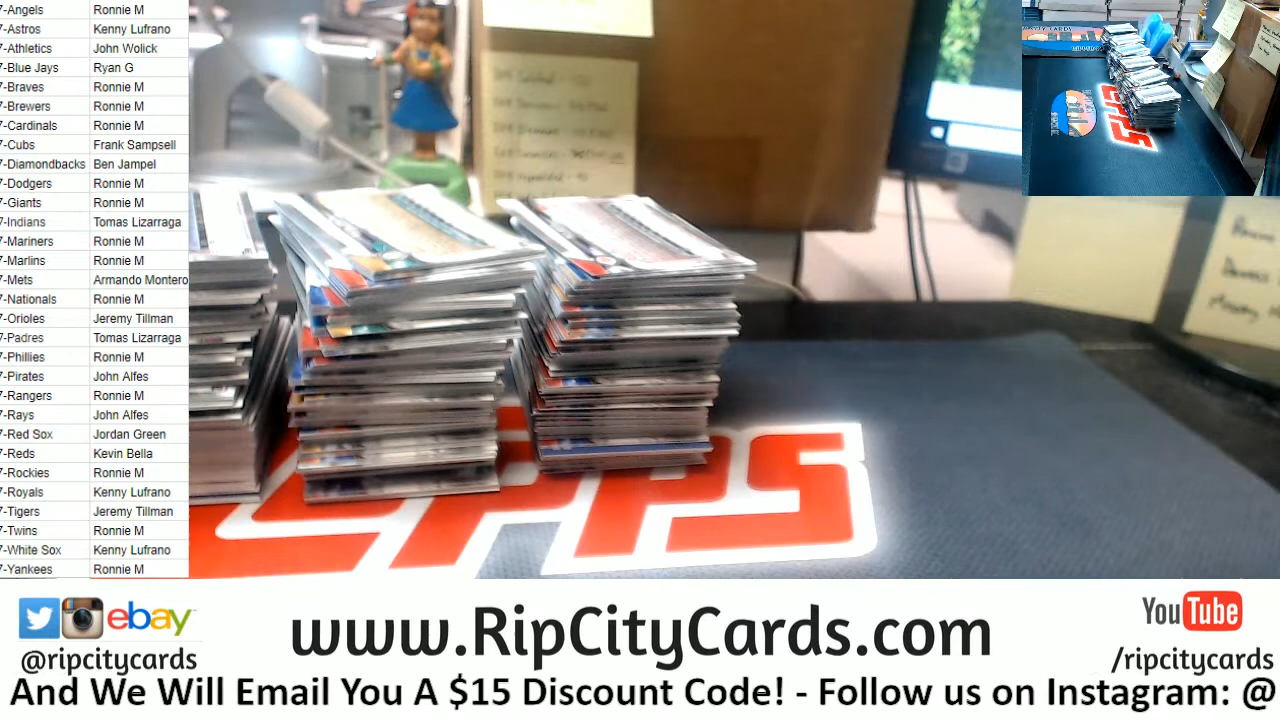 7-Angels Ronnie M
7-Astros Kenny Lufrano
7-Athletics John Wolick
7-Blue Jays Ryan G
7-Braves Ronnie M
7-Brewers Ronnie M
7-Cardinals Ronnie M
7-Cubs Frank Sampsell
7-Diamondbacks Ben Jampel
7-Dodgers Ronnie M
7-Giants Ronnie M
7-Indians Tomas Lizarraga
7-Mariners Ronnie M
7-Marlins Ronnie M
7-Mets Armando Montero
7-Nationals Ronnie M
7-Orioles Jeremy Tillman
7-Padres Tomas Lizarraga
7-Phillies Ronnie M
7-Pirates John Alfes
7-Rangers Ronnie M
7-Rays John Alfes
7-Red Sox Jordan Green
7-Reds Kevin Bella
7-Rockies Ronnie M
7-Royals Kenny Lufrano
7-Tigers Jeremy Tillman
7-Twins Ronnie M
7-White Sox Kenny Lufrano
7-Yankees Ronnie M
ebay
@ripcitycards
www.RipCityCards.com
YouTube
/ripcitycards
And We Will Email You A $15 Discount Code! - Follow us on Instagram: @